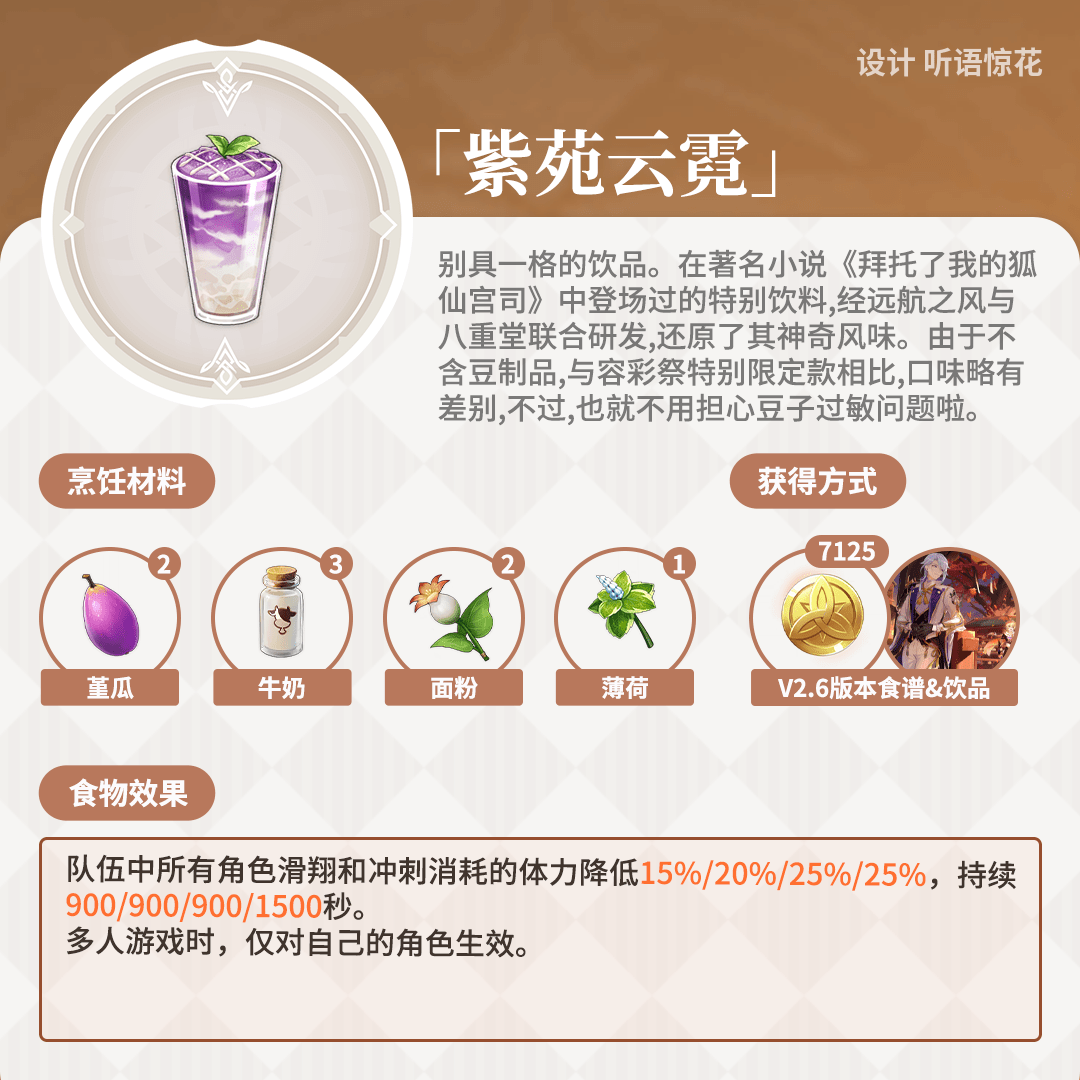 设计 听语惊花
「紫苑云霓」
别具一格的饮品。在著名小说《拜托了我的狐
仙宫司》中登场过的特别饮料,经远航之风与
八重堂联合研发,还原了其神奇风味。由于不
含豆制品,与容彩祭特别限定款相比,口味略有
差别,不过,也就不用担心豆子过敏问题啦。
烹饪材料
获得方式
2
3
2
1
7125
堇瓜
牛奶
面粉
薄荷
V2.6版本食谱&饮品
食物效果
队伍中所有角色滑翔和冲刺消耗的体力降低15%/20%/25%/25%，持续
900/900/900/1500秒。
多人游戏时，仅对自己的角色生效。